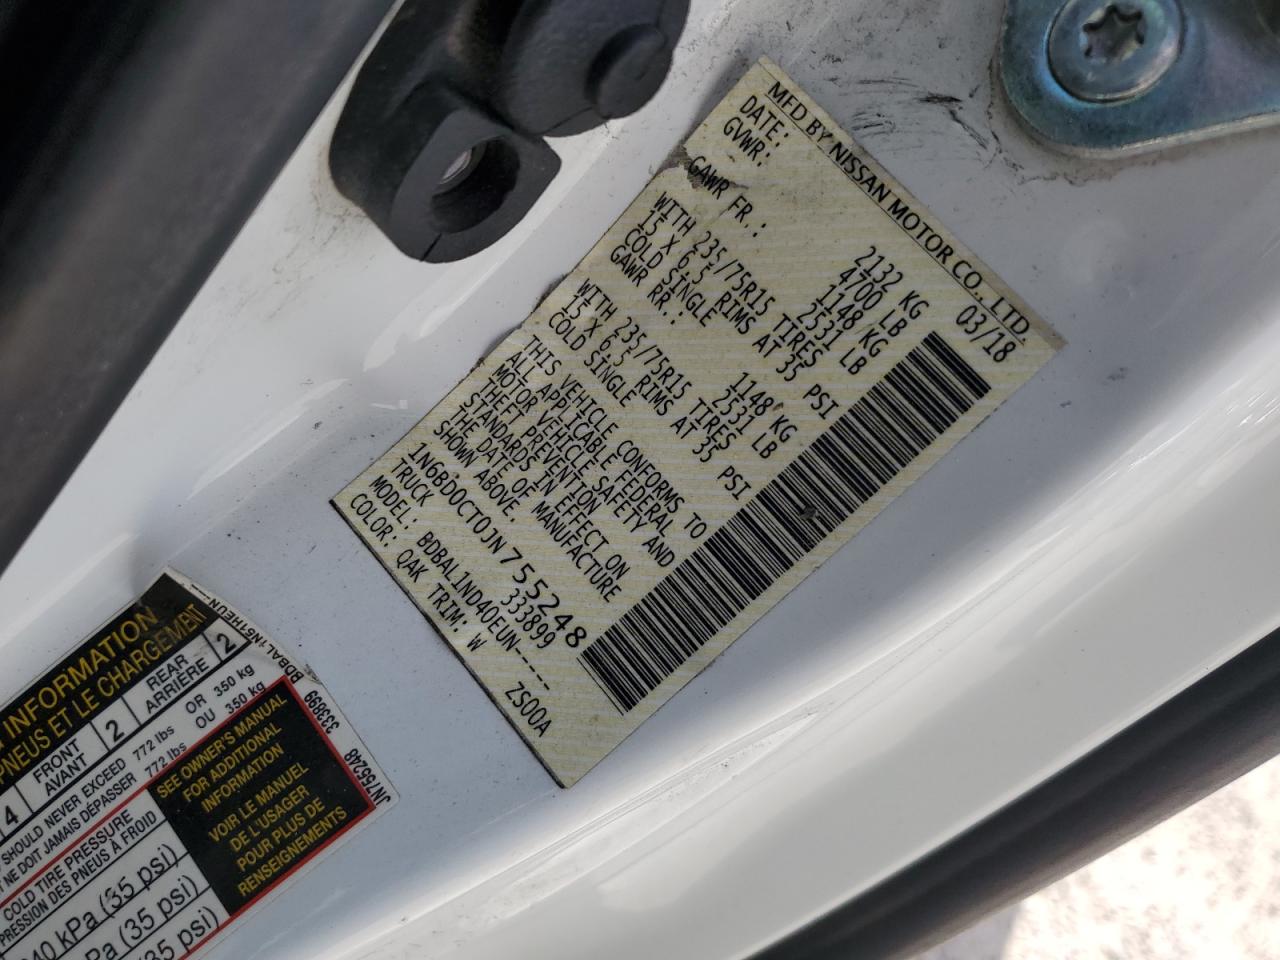 MFD BY NISSAN MOTOR CO., LTD.
DATE: 03/18
GVWR: 2132 KG
4700 LB
GAWR FR.: 1148 KG
2531 LB
WITH 235/75R15 TIRES
15 X 6.5 RIMS AT 35 PSI
COLD SINGLE
GAWR RR.: 1148 KG
2531 LB
WITH 235/75R15 TIRES
15 X 6.5 RIMS AT 35 PSI
COLD SINGLE
THIS VEHICLE CONFORMS TO
ALL APPLICABLE FEDERAL
MOTOR VEHICLE SAFETY AND
THEFT PREVENTION
STANDARDS IN EFFECT ON
THE DATE OF MANUFACTURE
SHOWN ABOVE.
1N6BD0CT0JN755248
TRUCK 333899
MODEL: BDBAL1ND40EUN----
COLOR: QAK TRIM: W ZS00A
INFORMATION
PNEUS ET LE CHARGEMENT
4 FRONT AVANT 2 REAR ARRIÈRE 2
SHOULD NEVER EXCEED 772 lbs OR 350 kg
NE DOIT JAMAIS DÉPASSER 772 lbs OU 350 kg
COLD TIRE PRESSURE
PRESSION DES PNEUS À FROID
240 kPa (35 psi)
(35 psi)
(35 psi)
SEE OWNER'S MANUAL
FOR ADDITIONAL
INFORMATION
VOIR LE MANUEL
DE L'USAGER
POUR PLUS DE
RENSEIGNEMENTS
333899
JN755248